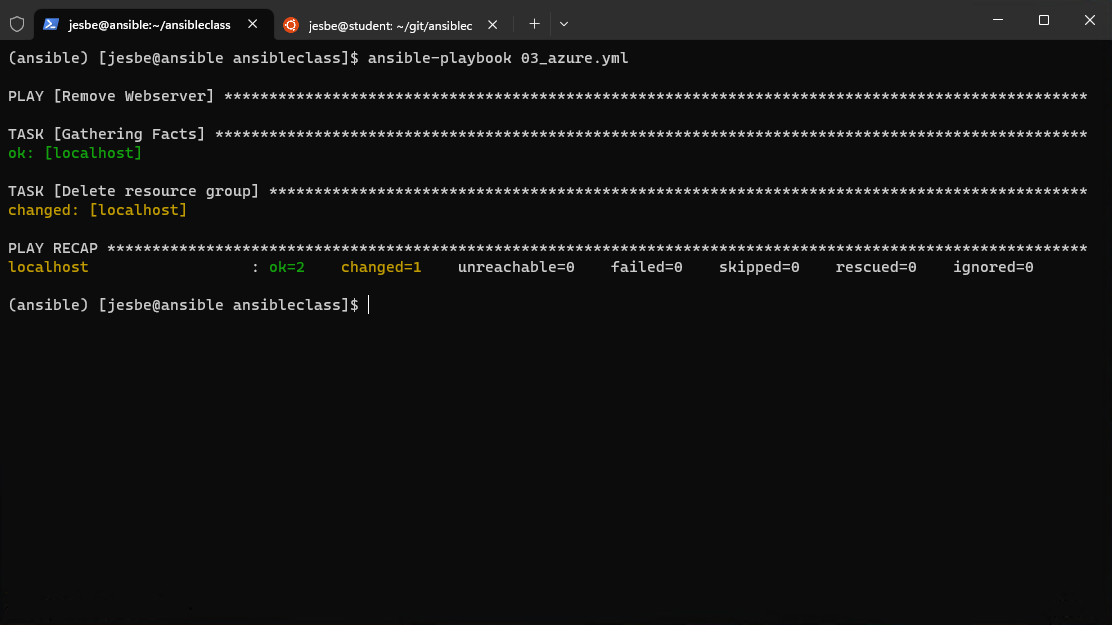 jesbe@ansible:~/ansibleclass
jesbe@student: ~/git/ansiblec
(ansible) [jesbe@ansible ansibleclass]$ ansible-playbook 03_azure.yml
PLAY [Remove Webserver] ************************************************************************************************
TASK [Gathering Facts] *************************************************************************************************
ok: [localhost]
TASK [Delete resource group] *******************************************************************************************
changed: [localhost]
PLAY RECAP *************************************************************************************************************
localhost                  : ok=2    changed=1    unreachable=0    failed=0    skipped=0    rescued=0    ignored=0
(ansible) [jesbe@ansible ansibleclass]$